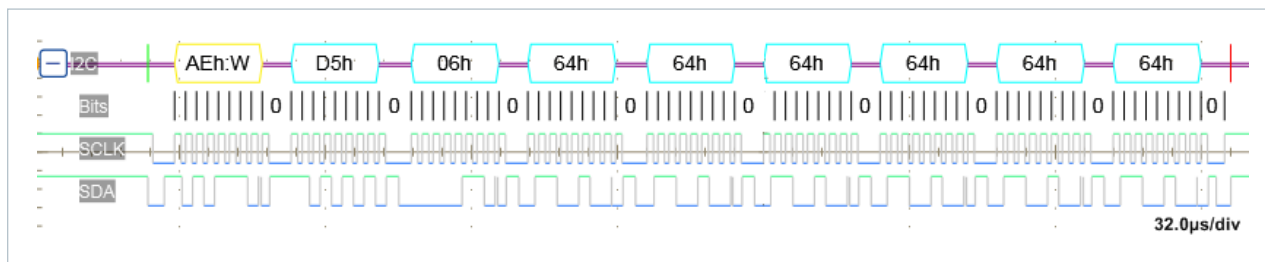 I2C AEh:W D5h 06h 64h 64h 64h 64h 64h 64h
Bits 0 0 0 0 0 0 0 0 0
SCLK
SDA
32.0µs/div